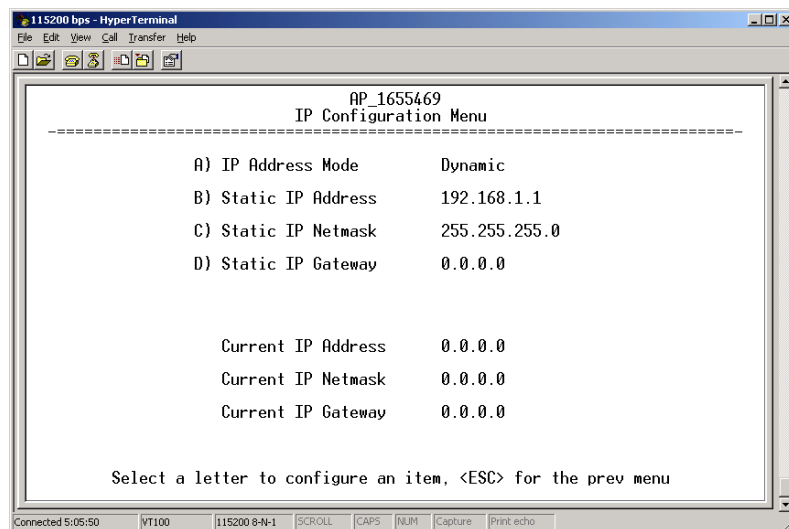 115200 bps - HyperTerminal
File Edit View Call Transfer Help
AP_1655469
IP Configuration Menu
-==========================================================================-
A) IP Address Mode Dynamic
B) Static IP Address 192.168.1.1
C) Static IP Netmask 255.255.255.0
D) Static IP Gateway 0.0.0.0
Current IP Address 0.0.0.0
Current IP Netmask 0.0.0.0
Current IP Gateway 0.0.0.0
Select a letter to configure an item, <ESC> for the prev menu
Connected 5:05:50 VT100 115200 8-N-1 SCROLL CAPS NUM Capture Print echo